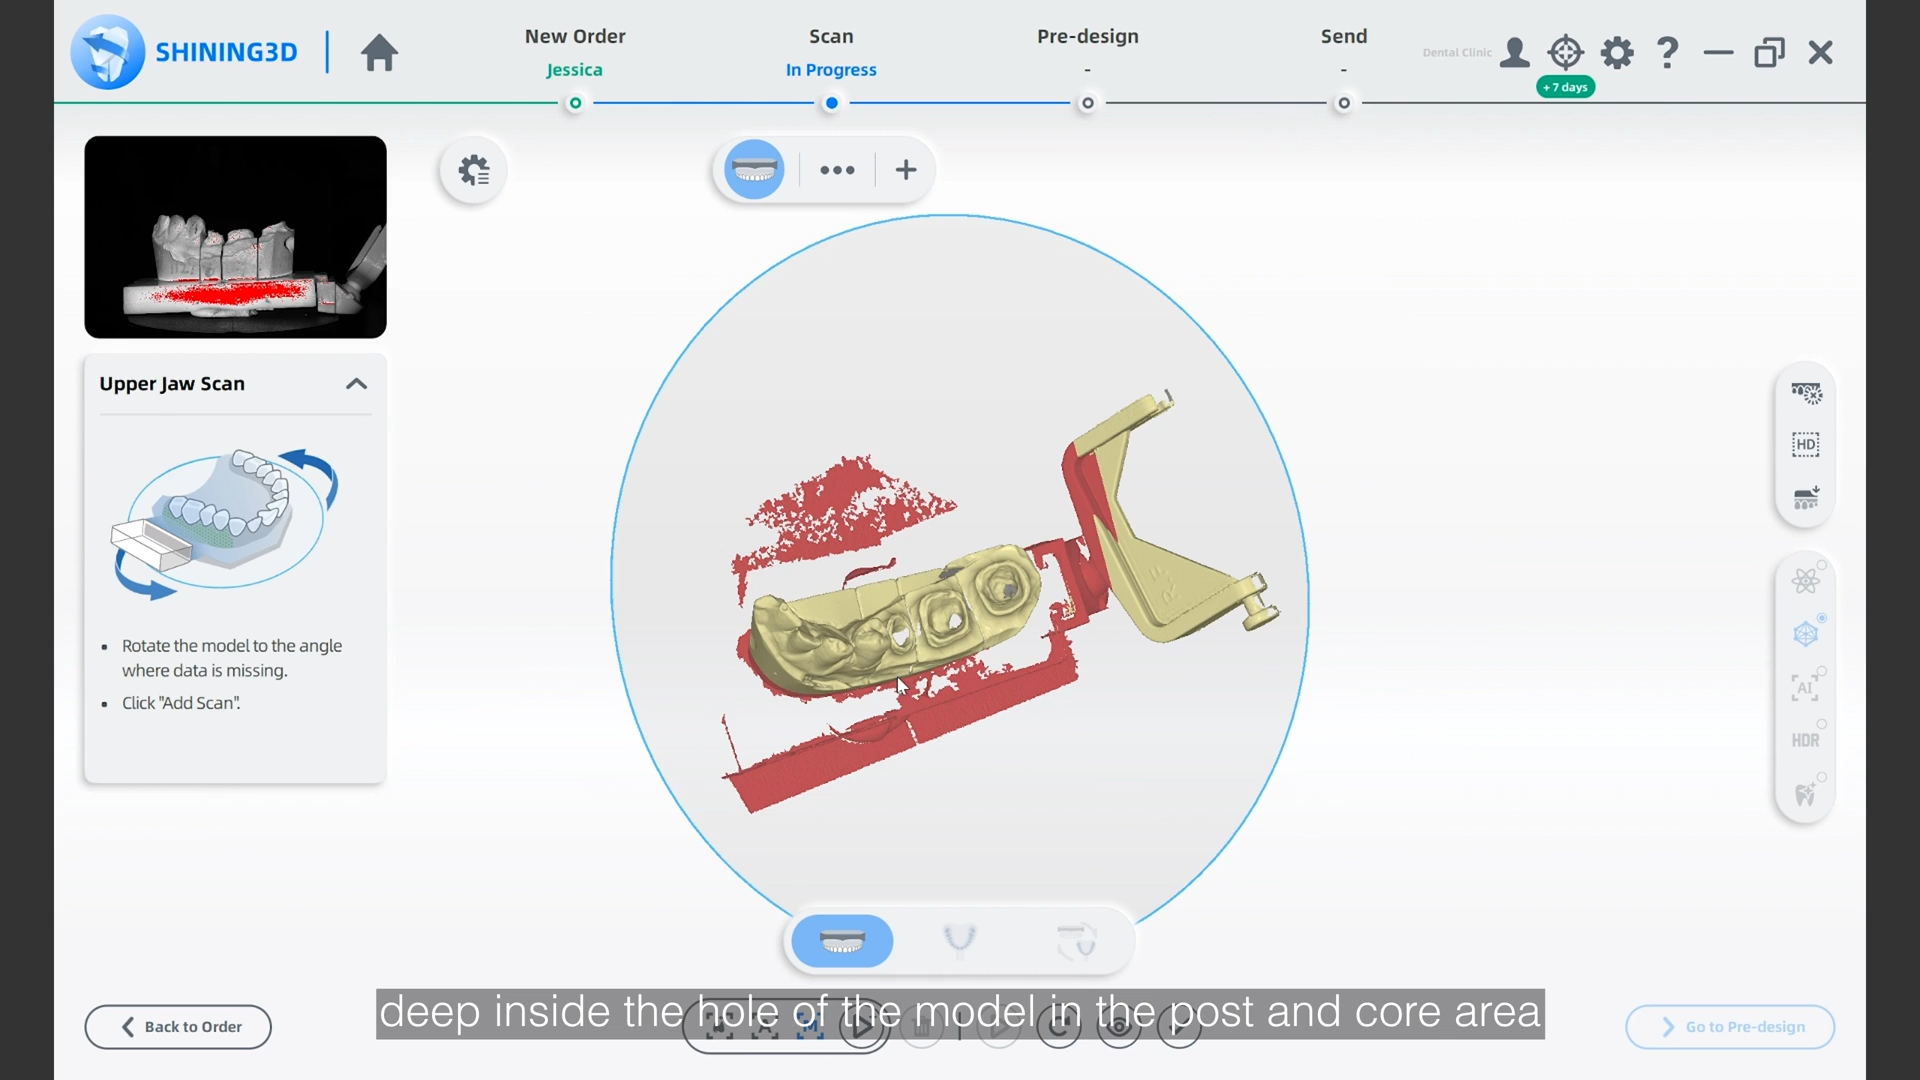 SHINING3D
New Order
Jessica
Scan
In Progress
Pre-design
-
Send
-
Dental Clinic
?
+ 7 days
Upper Jaw Scan
Rotate the model to the angle
where data is missing.
Click "Add Scan".
HD
AI
HDR
Back to Order
deep inside the hole of the model in the post and core area
Go to Pre-design